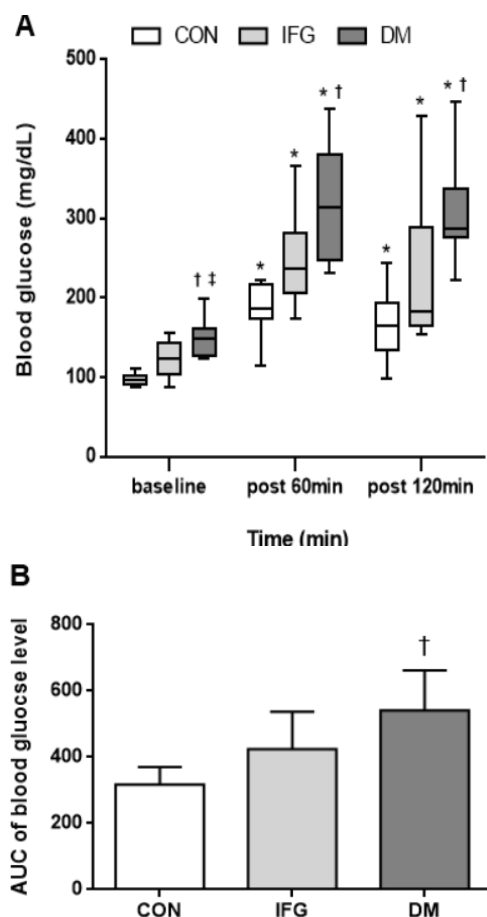 A
CON IFG DM
Blood glucose (mg/dL)
500
400
300
200
100
0
* * † * * † † ‡ * *
baseline post 60min post 120min
Time (min)
B
AUC of blood gluocse level
800
600
400
200
0
†
CON IFG DM